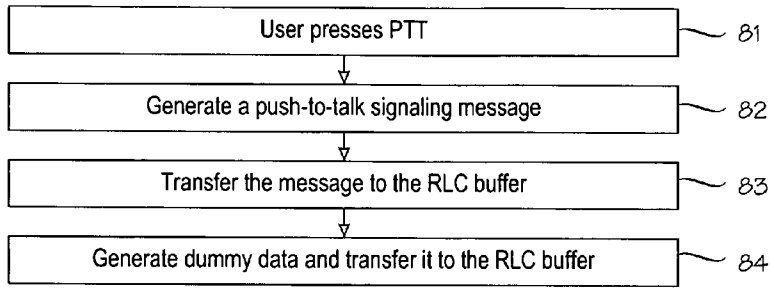 User presses PTT 81
Generate a push-to-talk signaling message 82
Transfer the message to the RLC buffer 83
Generate dummy data and transfer it to the RLC buffer 84